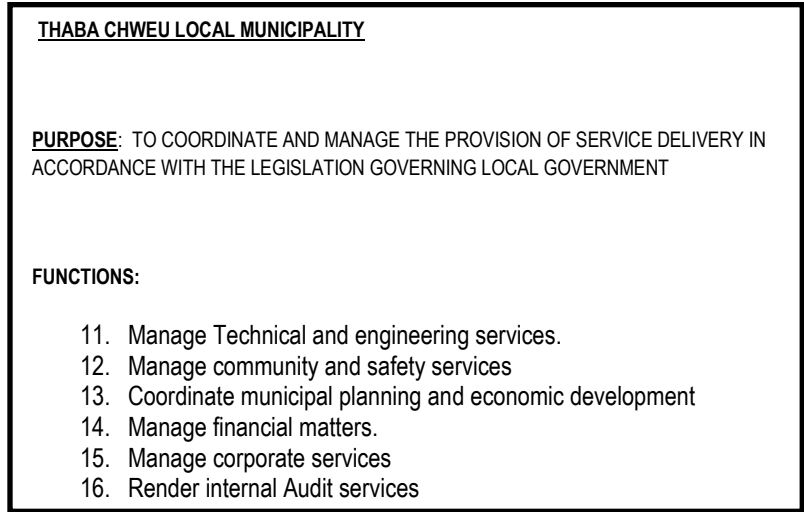 THABA CHWEU LOCAL MUNICIPALITY
PURPOSE: TO COORDINATE AND MANAGE THE PROVISION OF SERVICE DELIVERY IN
ACCORDANCE WITH THE LEGISLATION GOVERNING LOCAL GOVERNMENT
FUNCTIONS:
11. Manage Technical and engineering services.
12. Manage community and safety services
13. Coordinate municipal planning and economic development
14. Manage financial matters.
15. Manage corporate services
16. Render internal Audit services